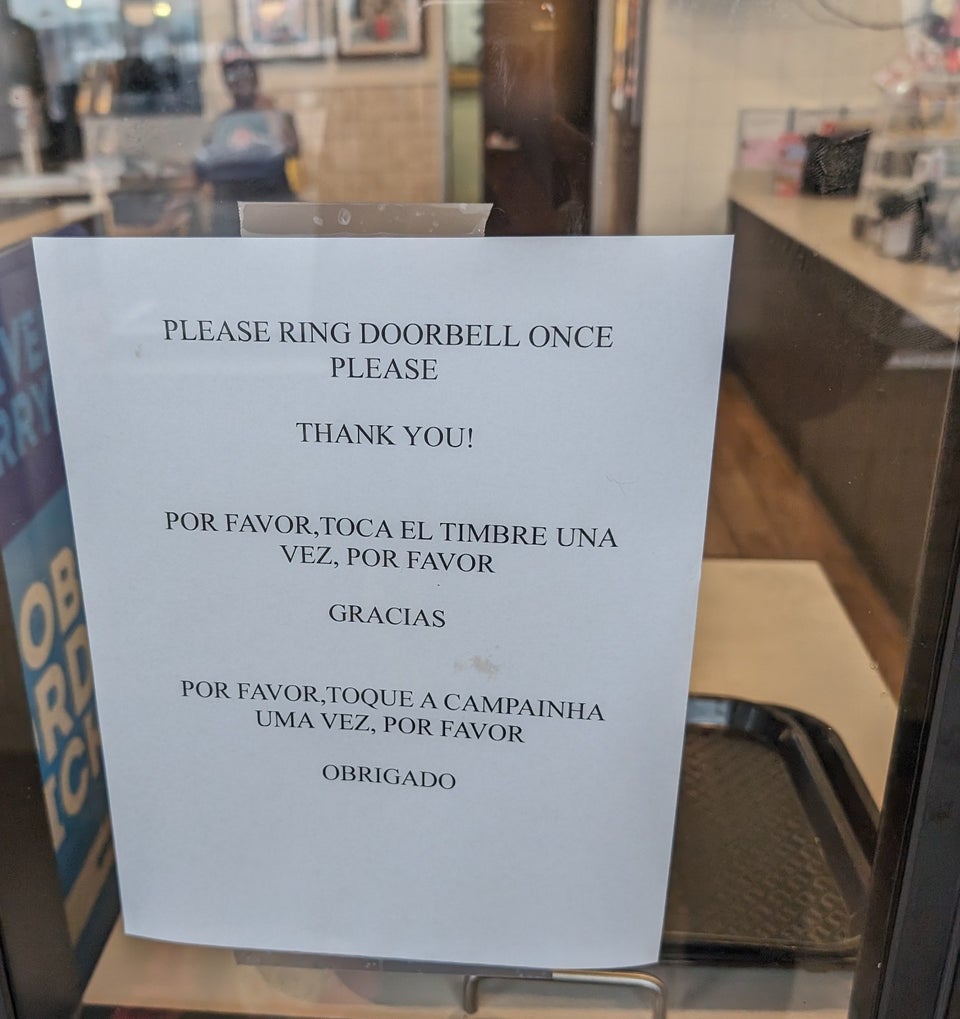 PLEASE RING DOORBELL ONCE
PLEASE
THANK YOU!
POR FAVOR,TOCA EL TIMBRE UNA
VEZ, POR FAVOR
GRACIAS
POR FAVOR,TOQUE A CAMPAINHA
UMA VEZ, POR FAVOR
OBRIGADO